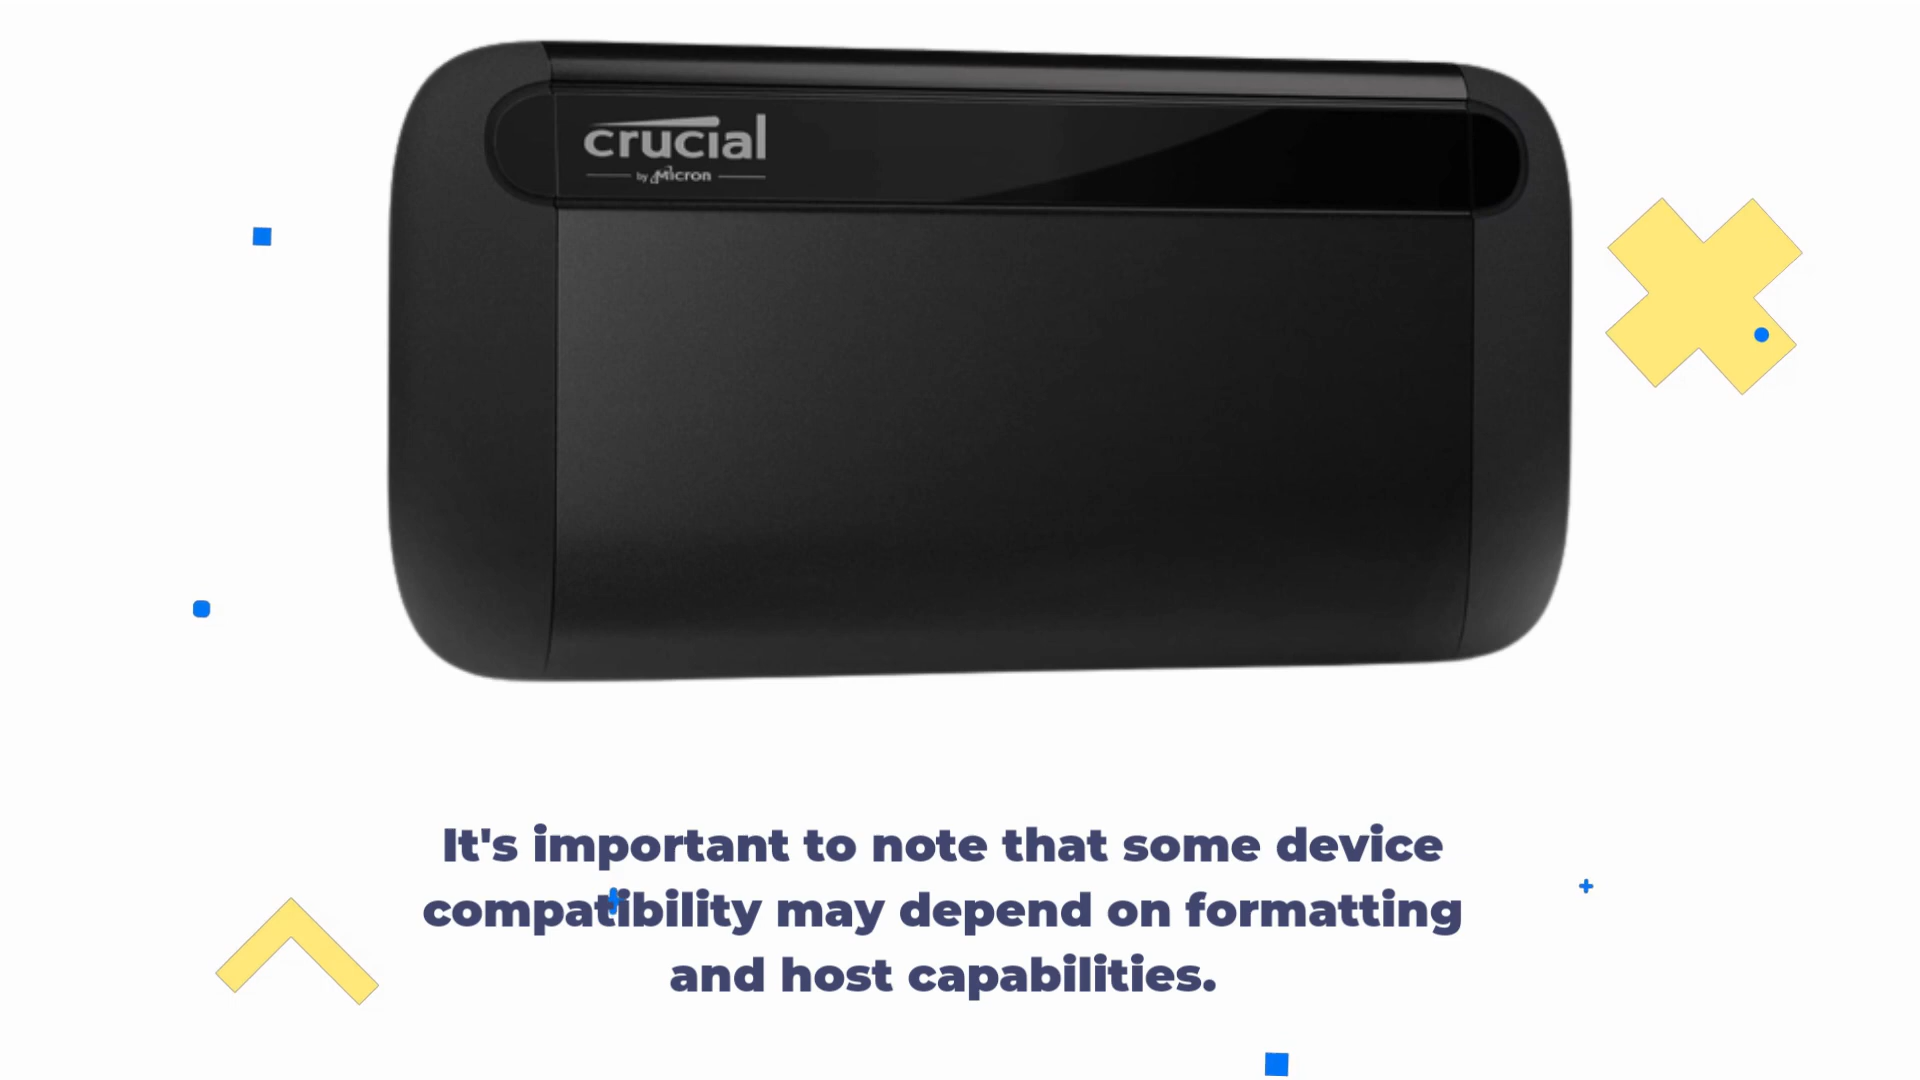 crucial
by Micron
It's important to note that some device
compatibility may depend on formatting
and host capabilities.